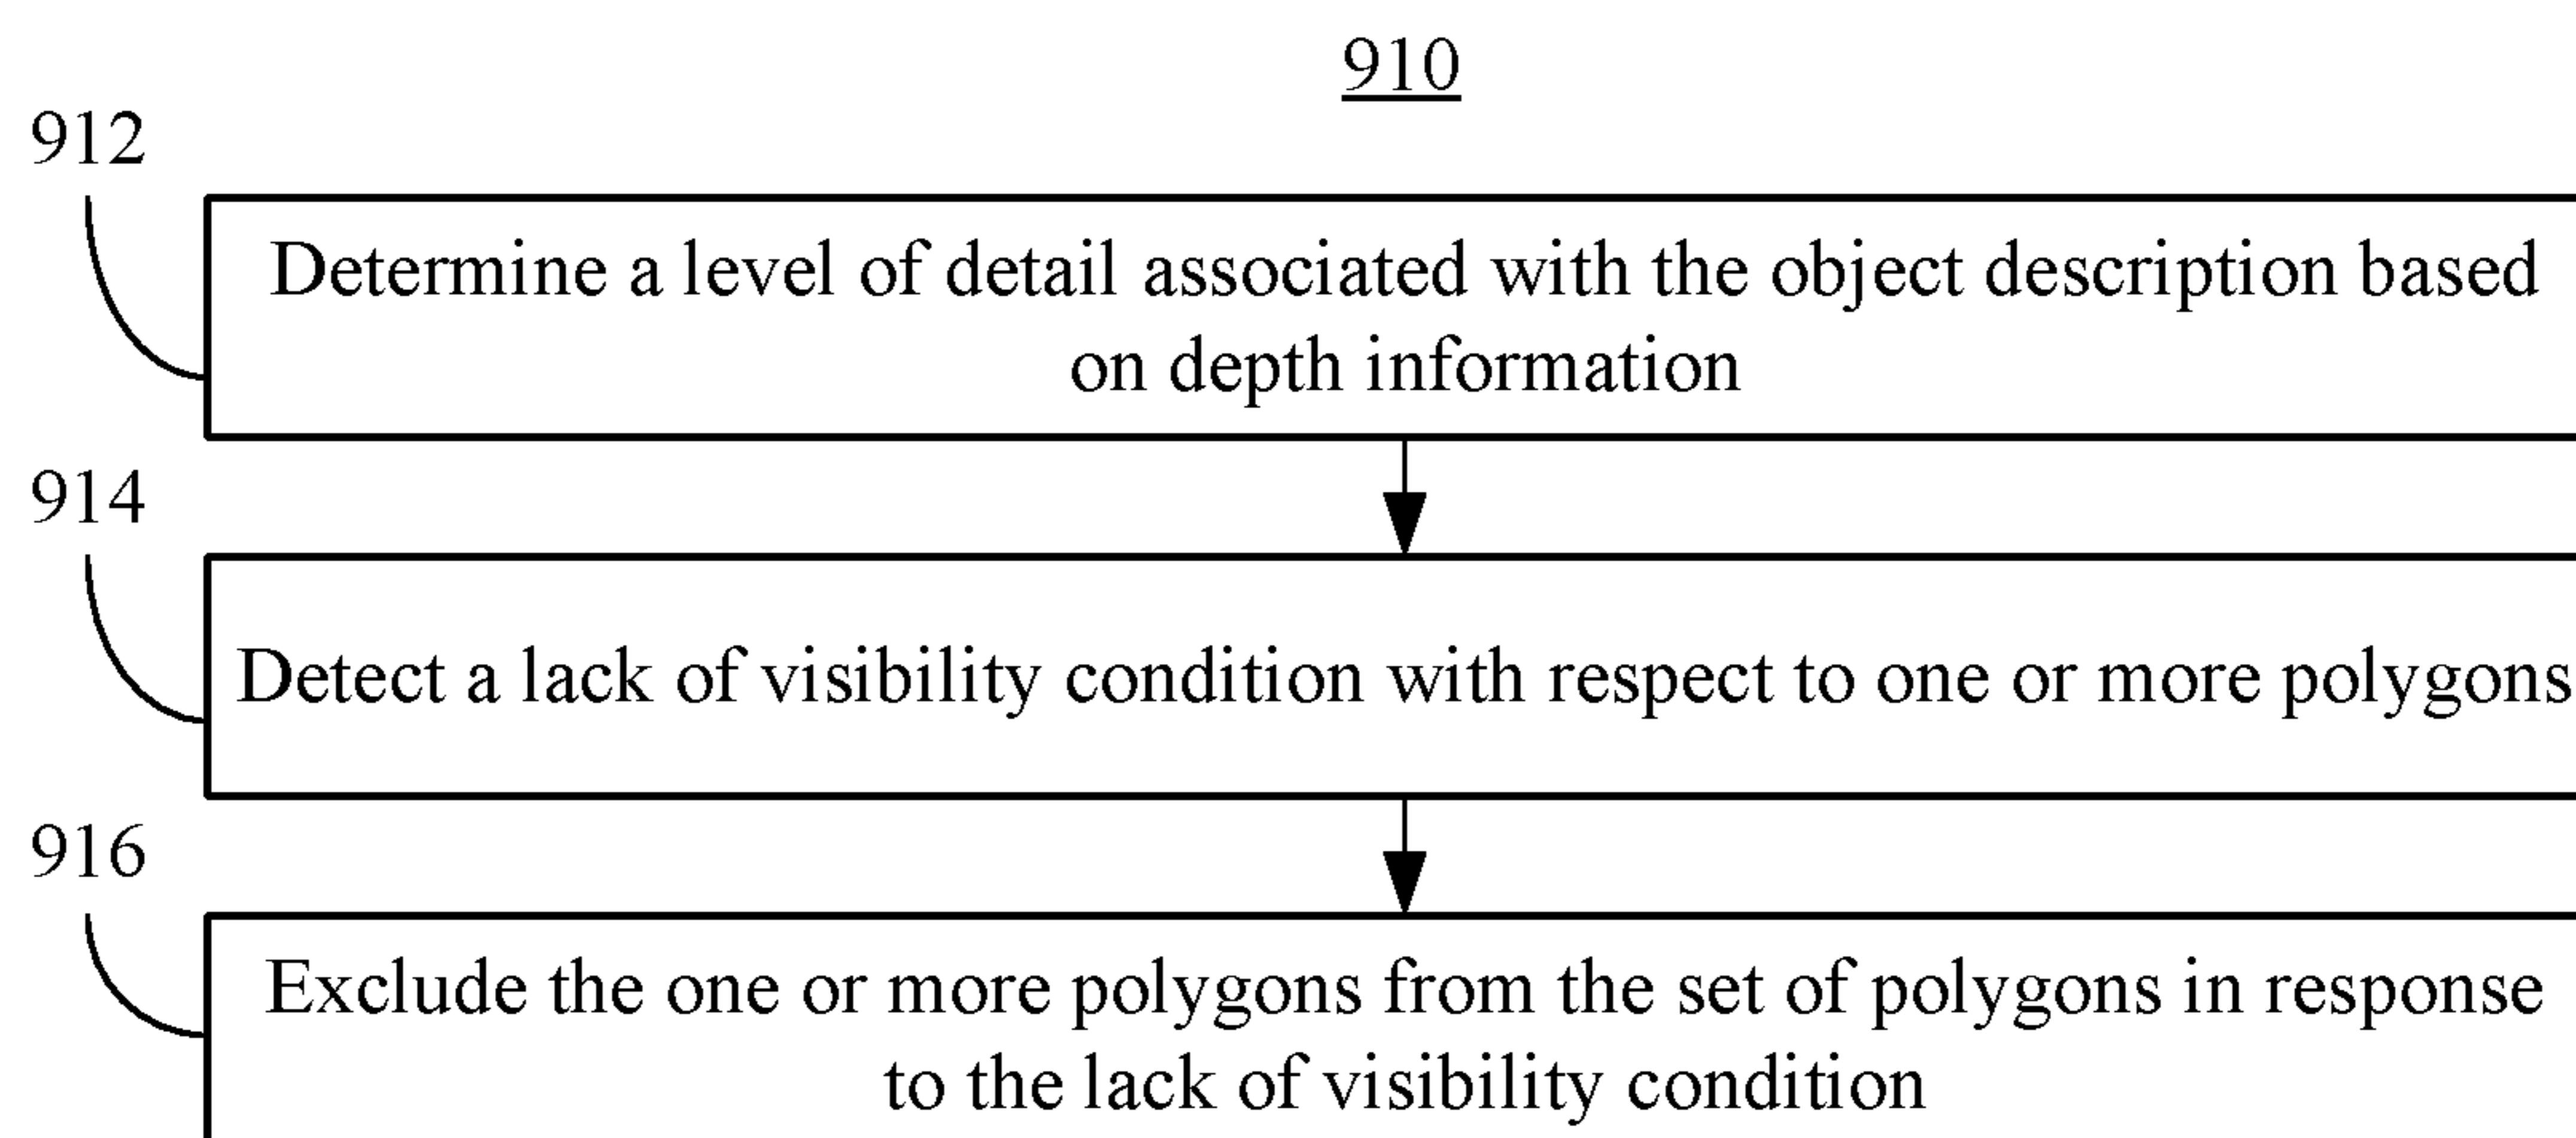 910
912
Determine a level of detail associated with the object description based
on depth information
914
Detect a lack of visibility condition with respect to one or more polygons
916
Exclude the one or more polygons from the set of polygons in response
to the lack of visibility condition